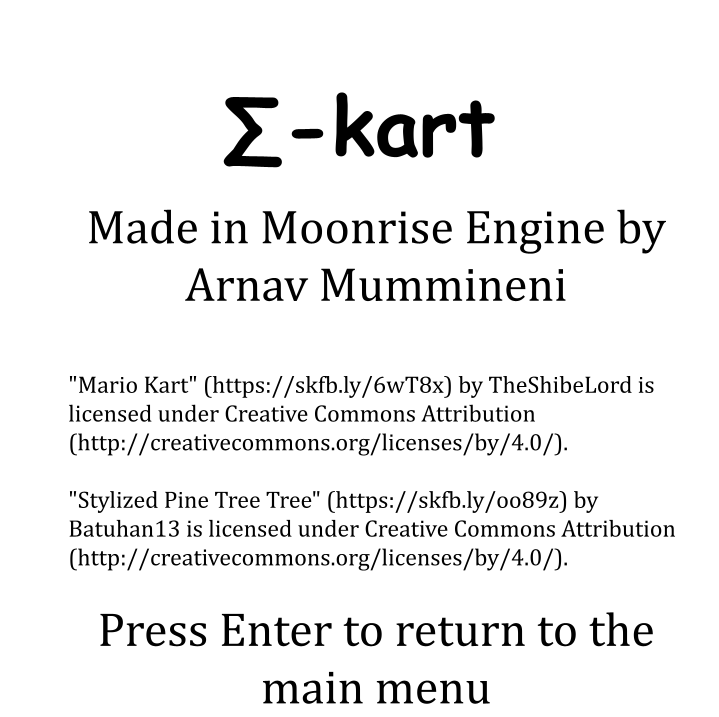 Σ-kart
Made in Moonrise Engine by
Arnav Mummineni
"Mario Kart" (https://skfb.ly/6wT8x) by TheShibeLord is
licensed under Creative Commons Attribution
(http://creativecommons.org/licenses/by/4.0/).
"Stylized Pine Tree Tree" (https://skfb.ly/oo89z) by
Batuhan13 is licensed under Creative Commons Attribution
(http://creativecommons.org/licenses/by/4.0/).
Press Enter to return to the
main menu